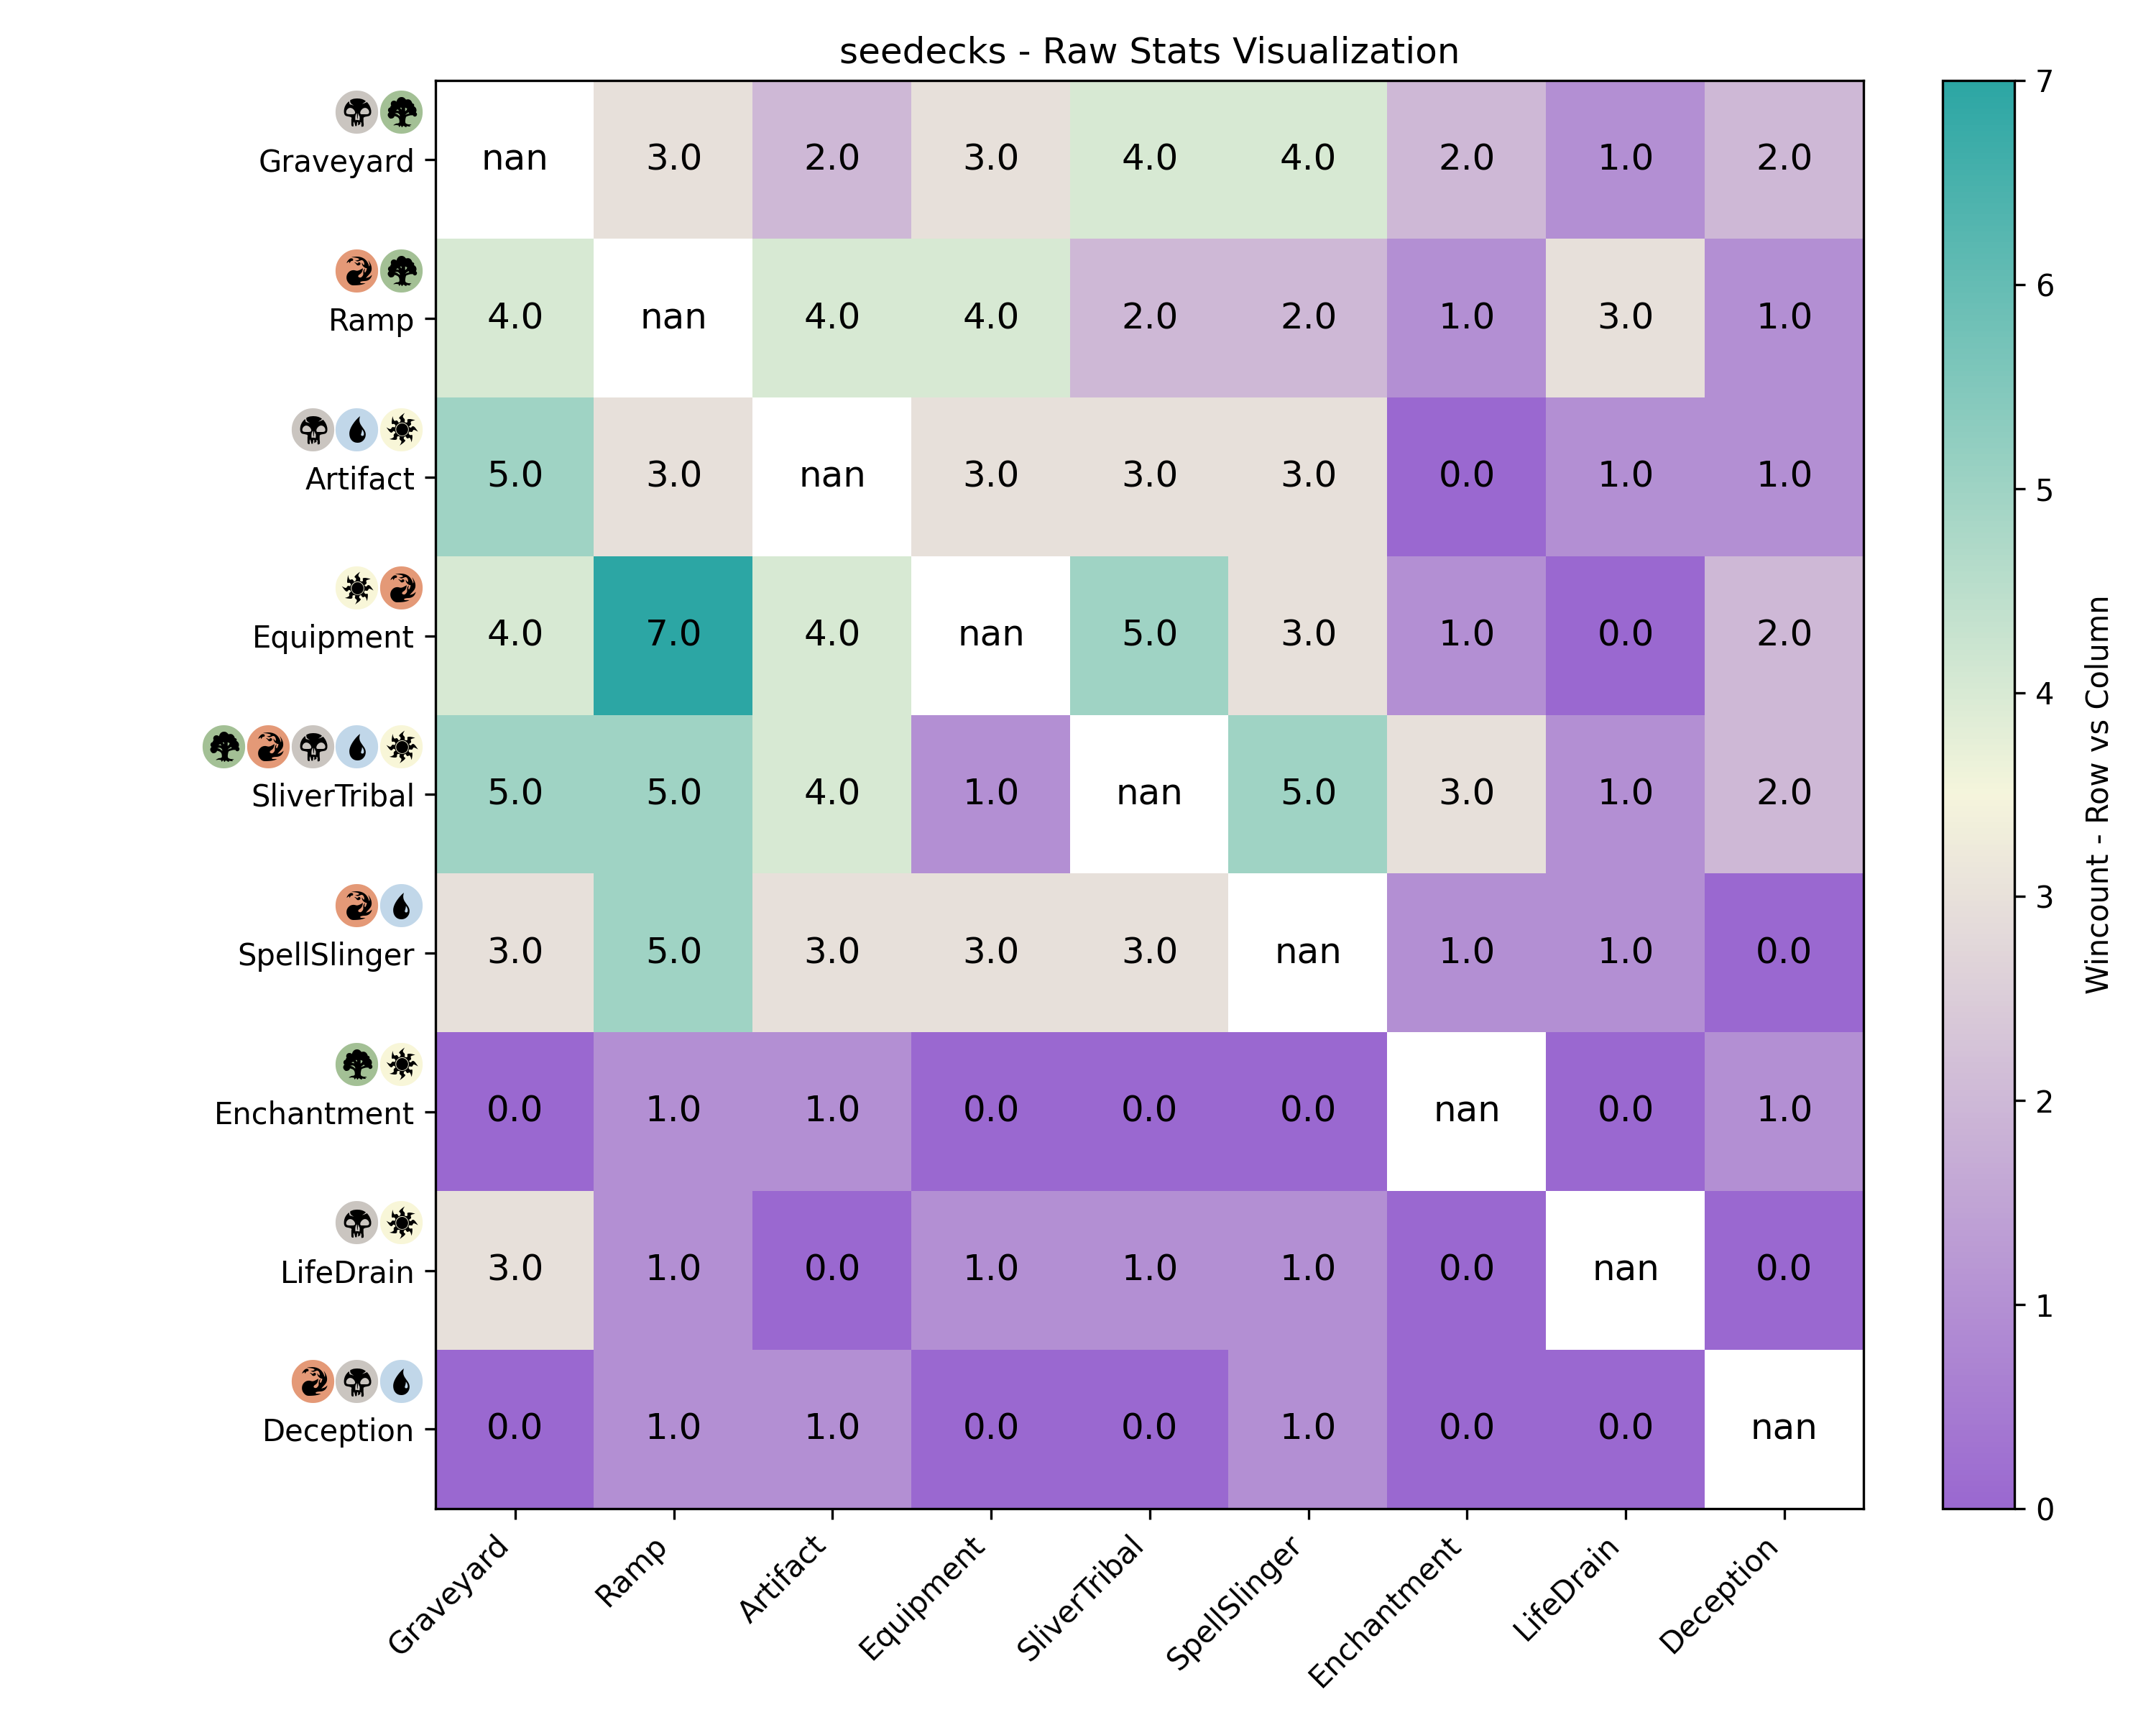 seedecks - Raw Stats Visualization
Graveyard nan 3.0 2.0 3.0 4.0 4.0 2.0 1.0 2.0
Ramp 4.0 nan 4.0 4.0 2.0 2.0 1.0 3.0 1.0
Artifact 5.0 3.0 nan 3.0 3.0 3.0 0.0 1.0 1.0
Equipment 4.0 7.0 4.0 nan 5.0 3.0 1.0 0.0 2.0
SliverTribal 5.0 5.0 4.0 1.0 nan 5.0 3.0 1.0 2.0
SpellSlinger 3.0 5.0 3.0 3.0 3.0 nan 1.0 1.0 0.0
Enchantment 0.0 1.0 1.0 0.0 0.0 0.0 nan 0.0 1.0
LifeDrain 3.0 1.0 0.0 1.0 1.0 1.0 0.0 nan 0.0
Deception 0.0 1.0 1.0 0.0 0.0 1.0 0.0 0.0 nan
Graveyard
Ramp
Artifact
Equipment
SliverTribal
SpellSlinger
Enchantment
LifeDrain
Deception
7
6
5
4
3
2
1
0
Wincount - Row vs Column